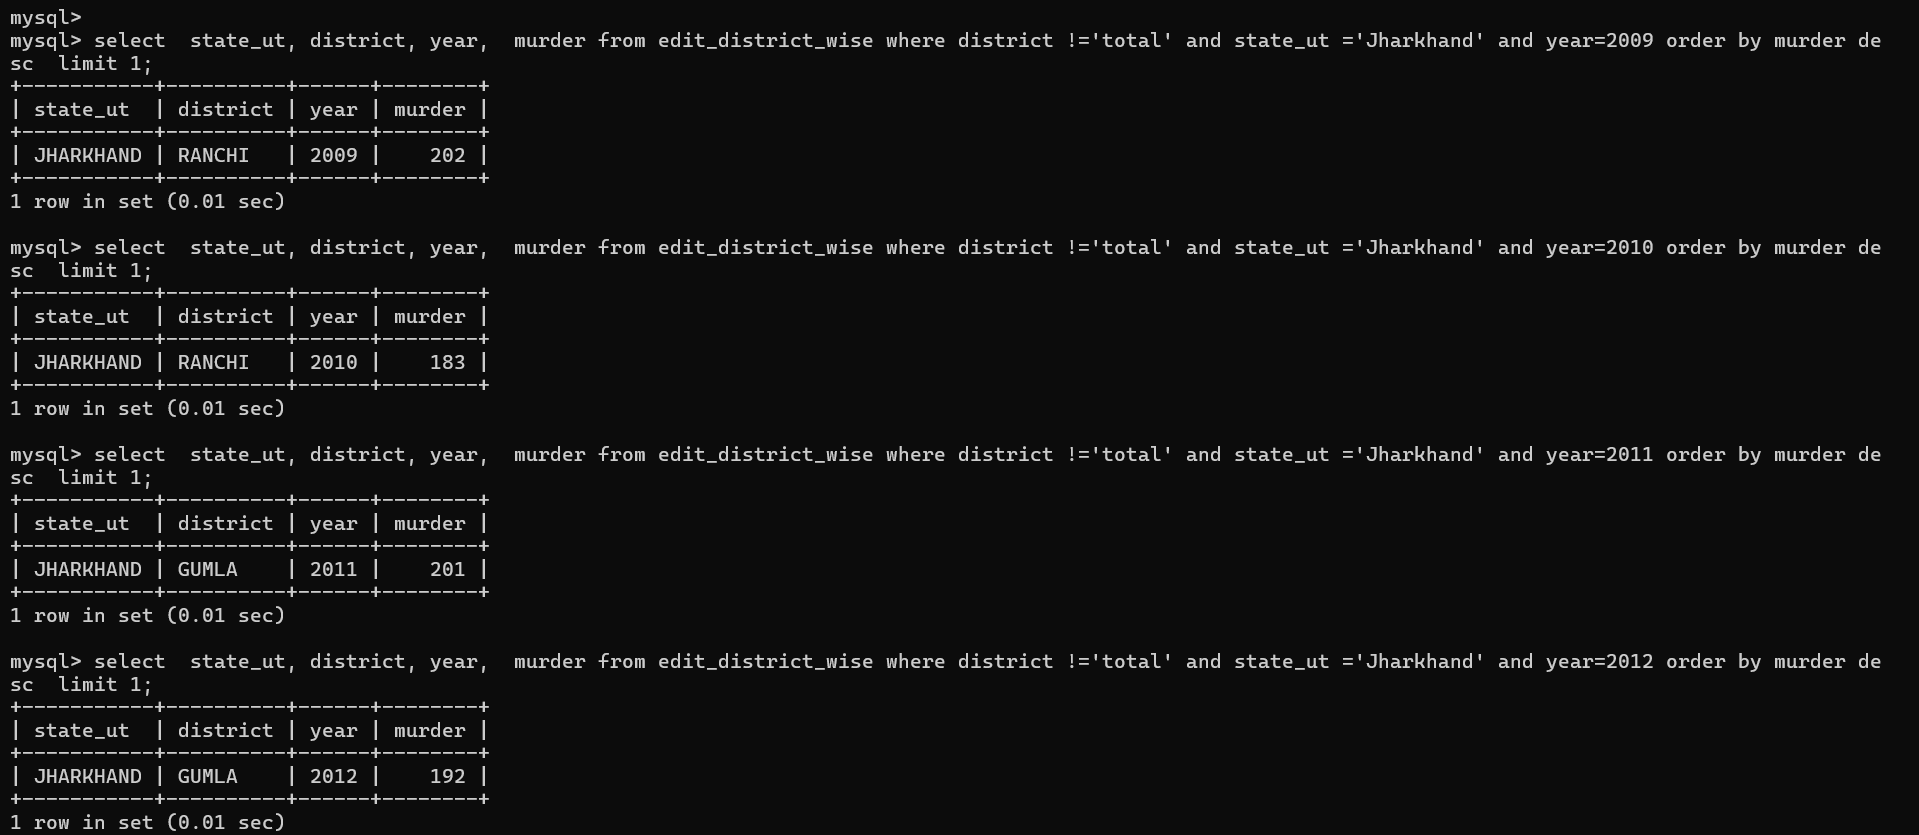 mysql>
mysql> select  state_ut, district, year,  murder from edit_district_wise where district !='total' and state_ut ='Jharkhand' and year=2009 order by murder de
sc  limit 1;
+-----------+----------+------+--------+
| state_ut  | district | year | murder |
+-----------+----------+------+--------+
| JHARKHAND | RANCHI   | 2009 |    202 |
+-----------+----------+------+--------+
1 row in set (0.01 sec)

mysql> select  state_ut, district, year,  murder from edit_district_wise where district !='total' and state_ut ='Jharkhand' and year=2010 order by murder de
sc  limit 1;
+-----------+----------+------+--------+
| state_ut  | district | year | murder |
+-----------+----------+------+--------+
| JHARKHAND | RANCHI   | 2010 |    183 |
+-----------+----------+------+--------+
1 row in set (0.01 sec)

mysql> select  state_ut, district, year,  murder from edit_district_wise where district !='total' and state_ut ='Jharkhand' and year=2011 order by murder de
sc  limit 1;
+-----------+----------+------+--------+
| state_ut  | district | year | murder |
+-----------+----------+------+--------+
| JHARKHAND | GUMLA    | 2011 |    201 |
+-----------+----------+------+--------+
1 row in set (0.01 sec)

mysql> select  state_ut, district, year,  murder from edit_district_wise where district !='total' and state_ut ='Jharkhand' and year=2012 order by murder de
sc  limit 1;
+-----------+----------+------+--------+
| state_ut  | district | year | murder |
+-----------+----------+------+--------+
| JHARKHAND | GUMLA    | 2012 |    192 |
+-----------+----------+------+--------+
1 row in set (0.01 sec)